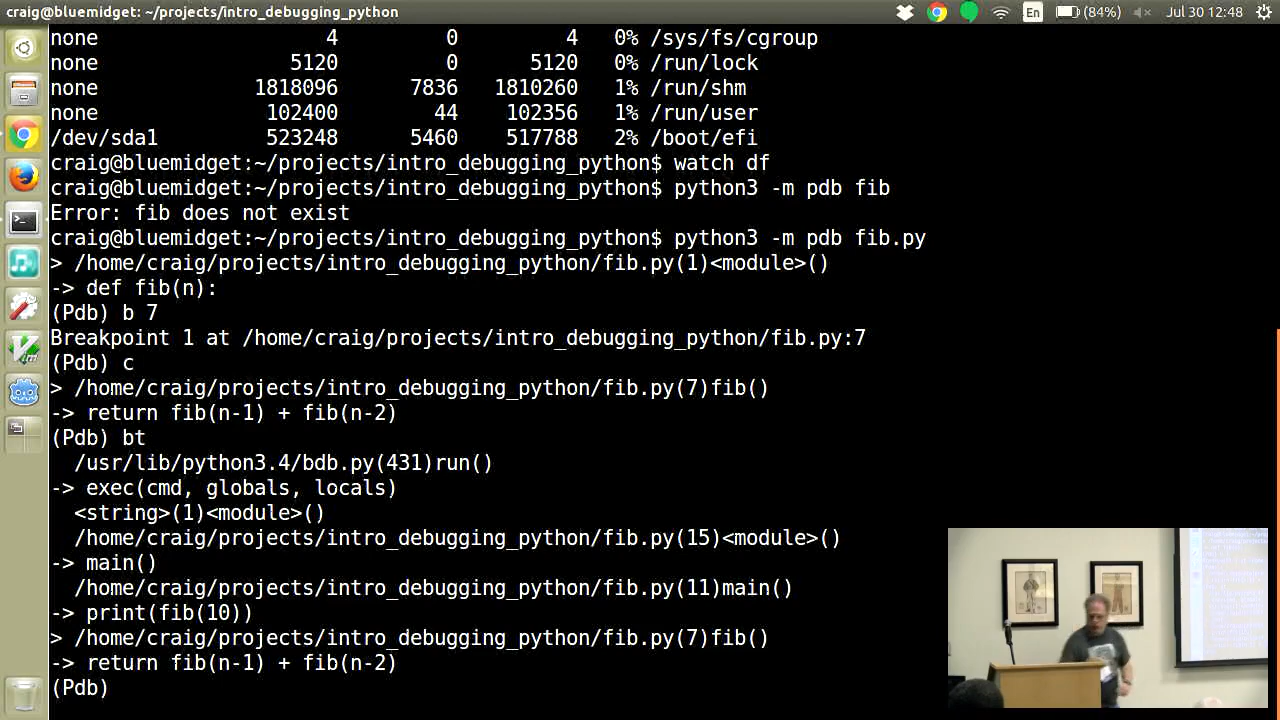 craig@bluemidget: ~/projects/intro_debugging_python
En
(84%)
Jul 30 12:48
none 4 0 4 0% /sys/fs/cgroup
none 5120 0 5120 0% /run/lock
none 1818096 7836 1810260 1% /run/shm
none 102400 44 102356 1% /run/user
/dev/sda1 523248 5460 517788 2% /boot/efi
craig@bluemidget:~/projects/intro_debugging_python$ watch df
craig@bluemidget:~/projects/intro_debugging_python$ python3 -m pdb fib
Error: fib does not exist
craig@bluemidget:~/projects/intro_debugging_python$ python3 -m pdb fib.py
> /home/craig/projects/intro_debugging_python/fib.py(1)<module>()
-> def fib(n):
(Pdb) b 7
Breakpoint 1 at /home/craig/projects/intro_debugging_python/fib.py:7
(Pdb) c
> /home/craig/projects/intro_debugging_python/fib.py(7)fib()
-> return fib(n-1) + fib(n-2)
(Pdb) bt
/usr/lib/python3.4/bdb.py(431)run()
-> exec(cmd, globals, locals)
<string>(1)<module>()
/home/craig/projects/intro_debugging_python/fib.py(15)<module>()
-> main()
/home/craig/projects/intro_debugging_python/fib.py(11)main()
-> print(fib(10))
> /home/craig/projects/intro_debugging_python/fib.py(7)fib()
-> return fib(n-1) + fib(n-2)
(Pdb)